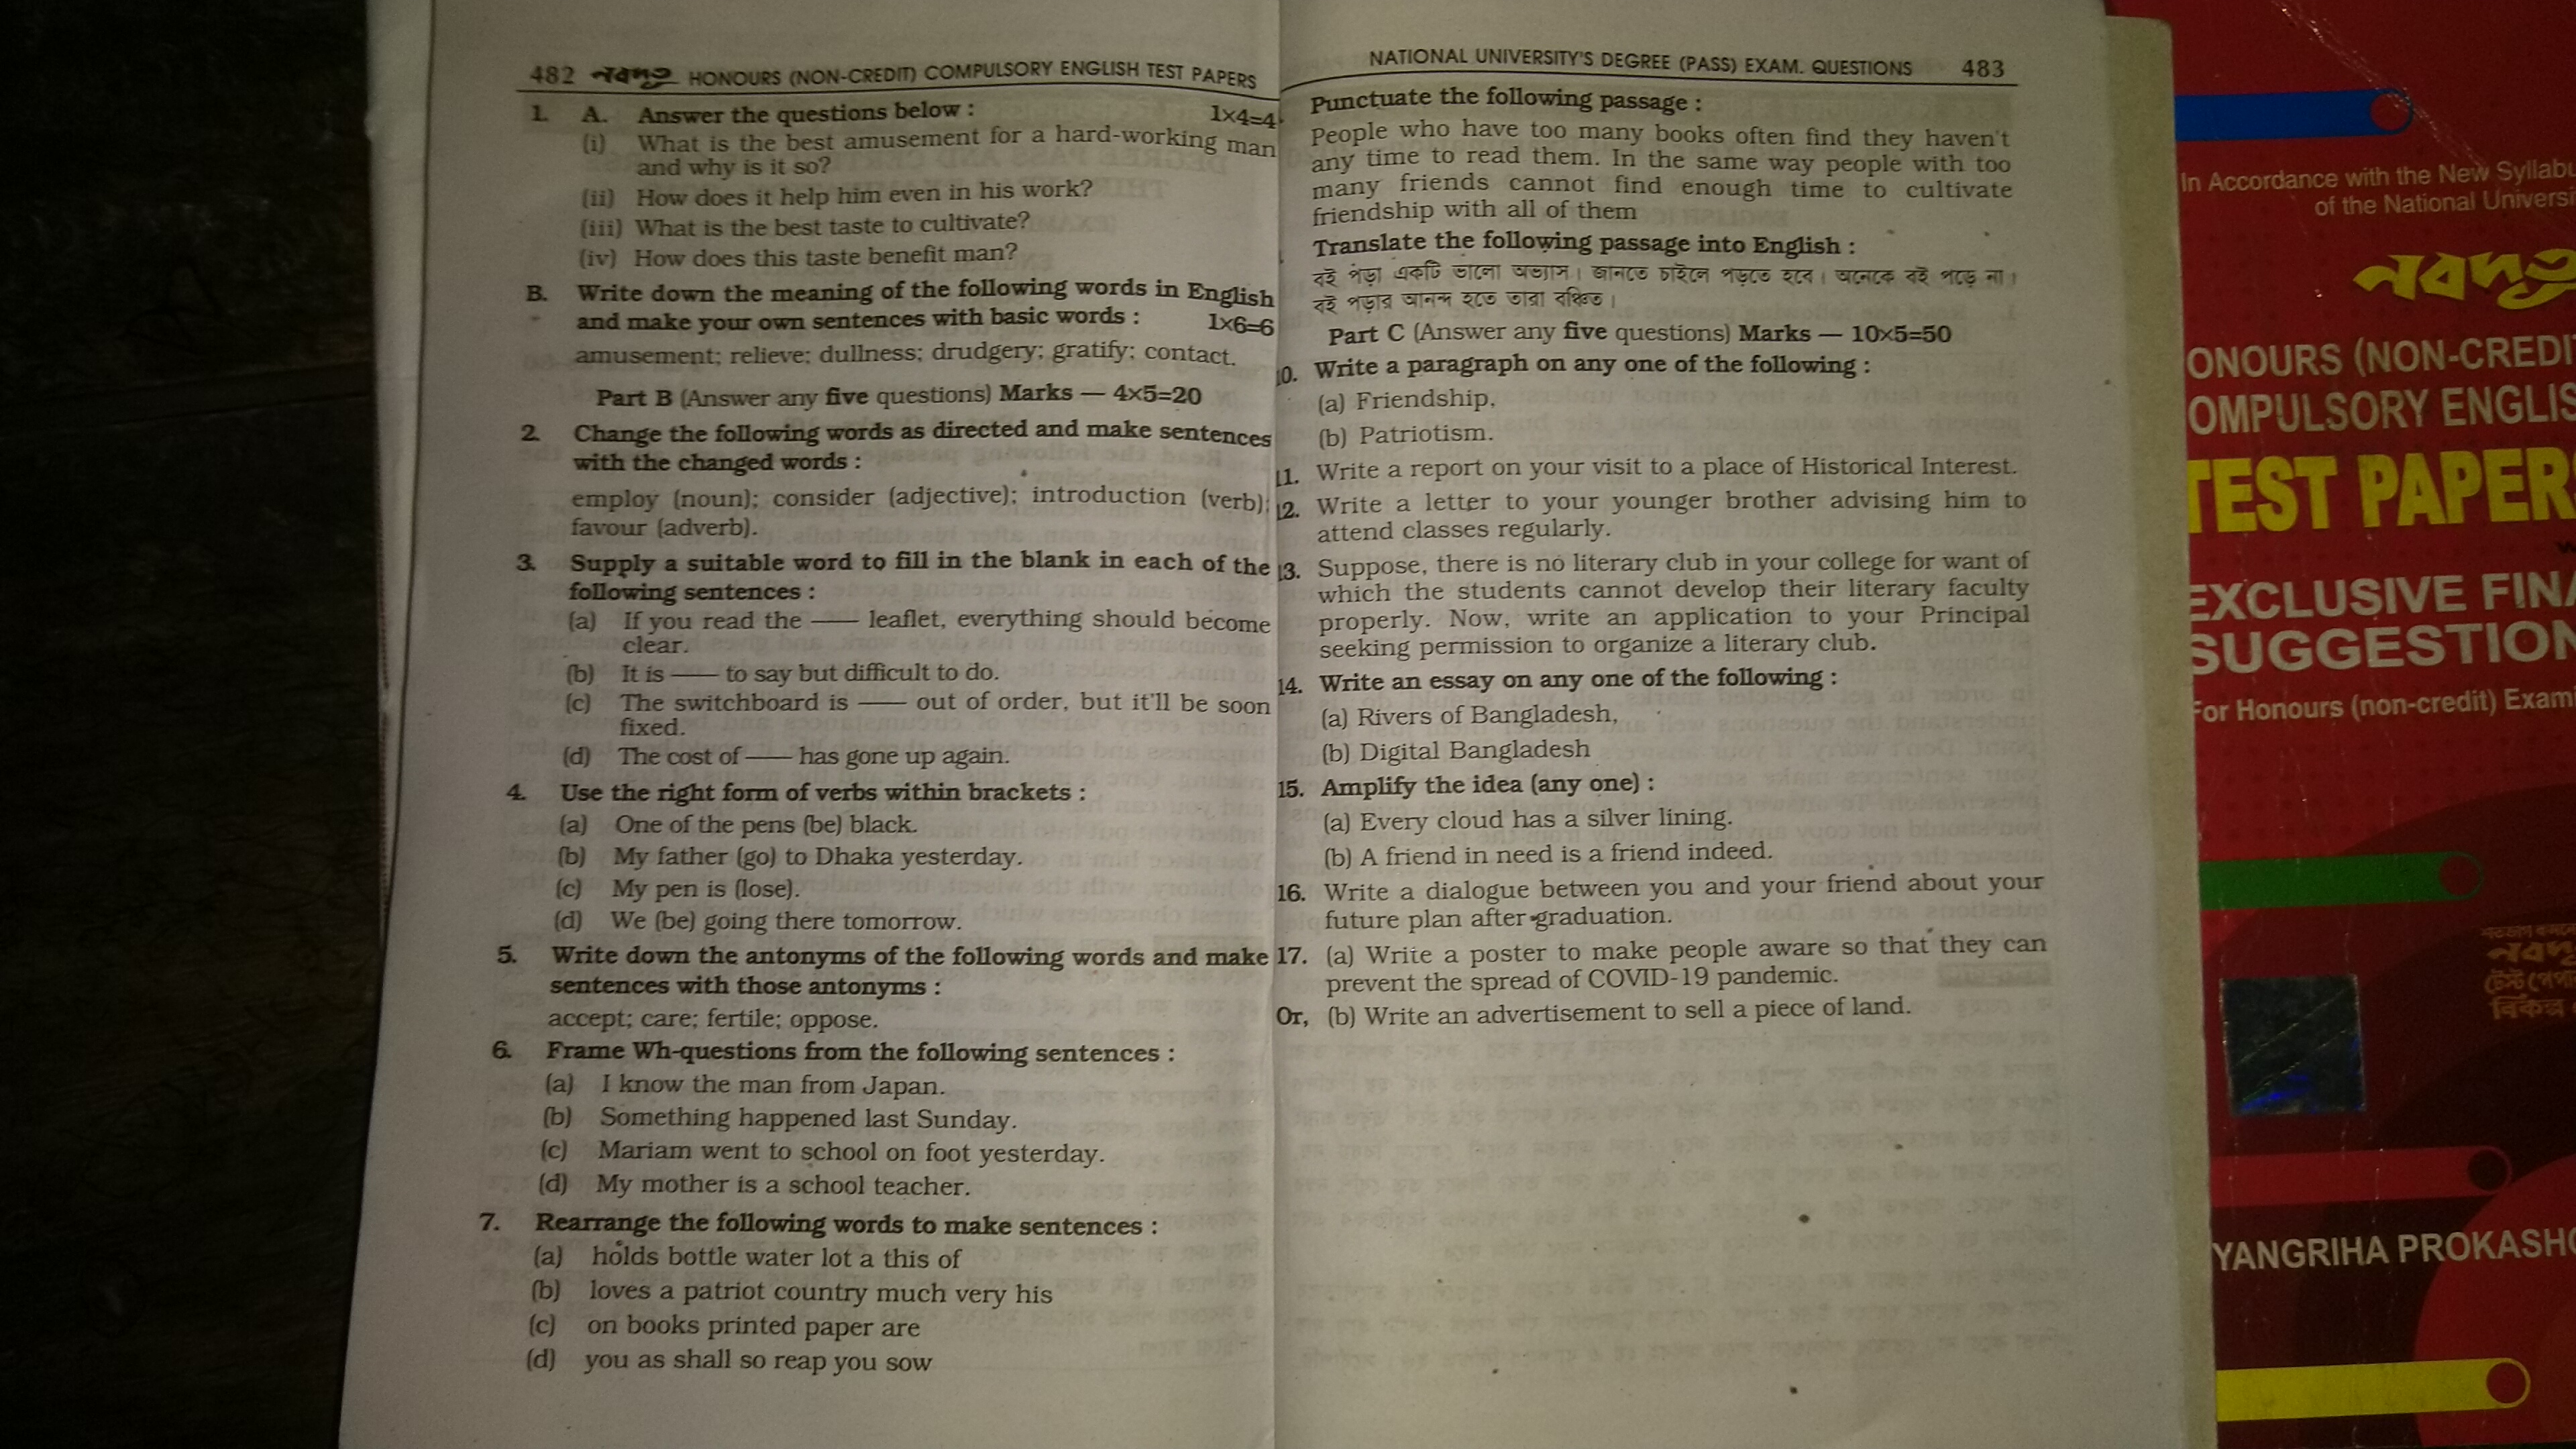 482 নবদূত HONOURS (NON-CREDIT) COMPULSORY ENGLISH TEST PAPERS
1. A. Answer the questions below : 1×4=4
(i) What is the best amusement for a hard-working man
and why is it so?
(ii) How does it help him even in his work?
(iii) What is the best taste to cultivate?
(iv) How does this taste benefit man?
B. Write down the meaning of the following words in English
and make your own sentences with basic words : 1×6=6
amusement; relieve; dullness; drudgery; gratify; contact.
Part B (Answer any five questions) Marks — 4×5=20
2. Change the following words as directed and make sentences
with the changed words :
employ (noun); consider (adjective); introduction (verb);
favour (adverb).
3. Supply a suitable word to fill in the blank in each of the
following sentences :
(a) If you read the —— leaflet, everything should become
clear.
(b) It is —— to say but difficult to do.
(c) The switchboard is —— out of order, but it'll be soon
fixed.
(d) The cost of —— has gone up again.
4. Use the right form of verbs within brackets :
(a) One of the pens (be) black.
(b) My father (go) to Dhaka yesterday.
(c) My pen is (lose).
(d) We (be) going there tomorrow.
5. Write down the antonyms of the following words and make
sentences with those antonyms :
accept; care; fertile; oppose.
6. Frame Wh-questions from the following sentences :
(a) I know the man from Japan.
(b) Something happened last Sunday.
(c) Mariam went to school on foot yesterday.
(d) My mother is a school teacher.
7. Rearrange the following words to make sentences :
(a) holds bottle water lot a this of
(b) loves a patriot country much very his
(c) on books printed paper are
(d) you as shall so reap you sow
NATIONAL UNIVERSITY'S DEGREE (PASS) EXAM. QUESTIONS 483
Punctuate the following passage :
People who have too many books often find they haven't
any time to read them. In the same way people with too
many friends cannot find enough time to cultivate
friendship with all of them
Translate the following passage into English :
বই পড়া একটি ভালো অভ্যাস। জানতে চাইলে পড়তে হবে। অনেকে বই পড়ে না।
বই পড়ার আনন্দ হতে তারা বঞ্চিত।
Part C (Answer any five questions) Marks — 10×5=50
10. Write a paragraph on any one of the following :
(a) Friendship,
(b) Patriotism.
11. Write a report on your visit to a place of Historical Interest.
12. Write a letter to your younger brother advising him to
attend classes regularly.
13. Suppose, there is no literary club in your college for want of
which the students cannot develop their literary faculty
properly. Now, write an application to your Principal
seeking permission to organize a literary club.
14. Write an essay on any one of the following :
(a) Rivers of Bangladesh,
(b) Digital Bangladesh
15. Amplify the idea (any one) :
(a) Every cloud has a silver lining.
(b) A friend in need is a friend indeed.
16. Write a dialogue between you and your friend about your
future plan after graduation.
17. (a) Write a poster to make people aware so that they can
prevent the spread of COVID-19 pandemic.
Or, (b) Write an advertisement to sell a piece of land.
In Accordance with the New Syllabu
of the National Universi
নবদূত
ONOURS (NON-CREDI
OMPULSORY ENGLIS
TEST PAPER
EXCLUSIVE FINA
SUGGESTION
For Honours (non-credit) Exam
নবদূ
টেস্ট পেপা
বিকল্প
YANGRIHA PROKASH